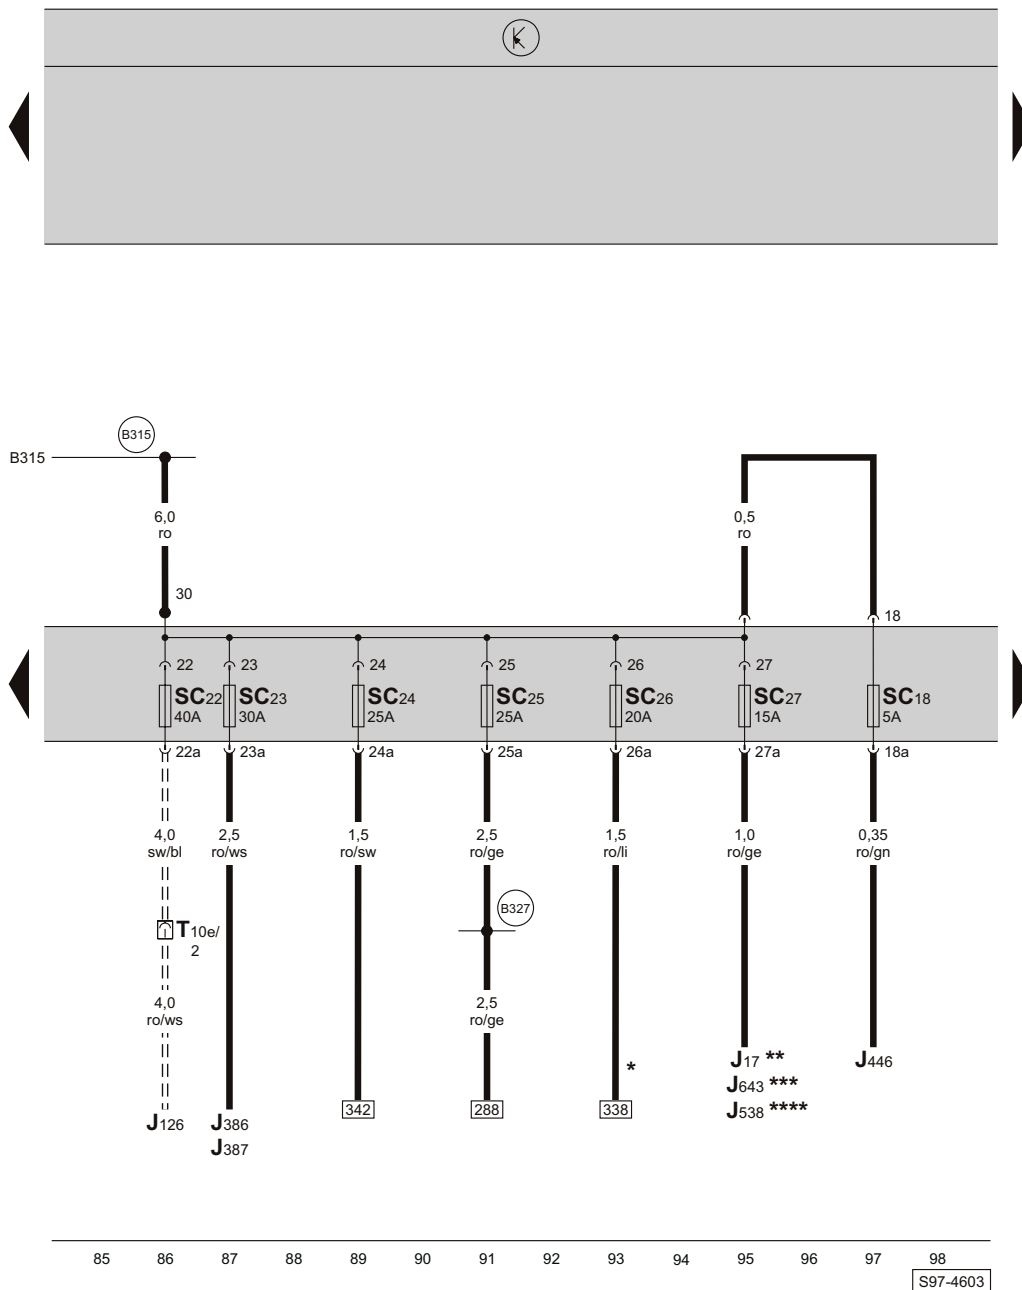 B315
B315
6,0
ro
0,5
ro
30
18
22
23
24
25
26
27
SC22
40A
SC23
30A
SC24
25A
SC25
25A
SC26
20A
SC27
15A
SC18
5A
22a
23a
24a
25a
26a
27a
18a
4,0
sw/bl
2,5
ro/ws
1,5
ro/sw
2,5
ro/ge
1,5
ro/li
1,0
ro/ge
0,35
ro/gn
B327
T10e/
2
4,0
ro/ws
2,5
ro/ge
*
J17 **
J643 ***
J538 ****
J446
342
288
338
J126
J386
J387
85 86 87 88 89 90 91 92 93 94 95 96 97 98
S97-4603